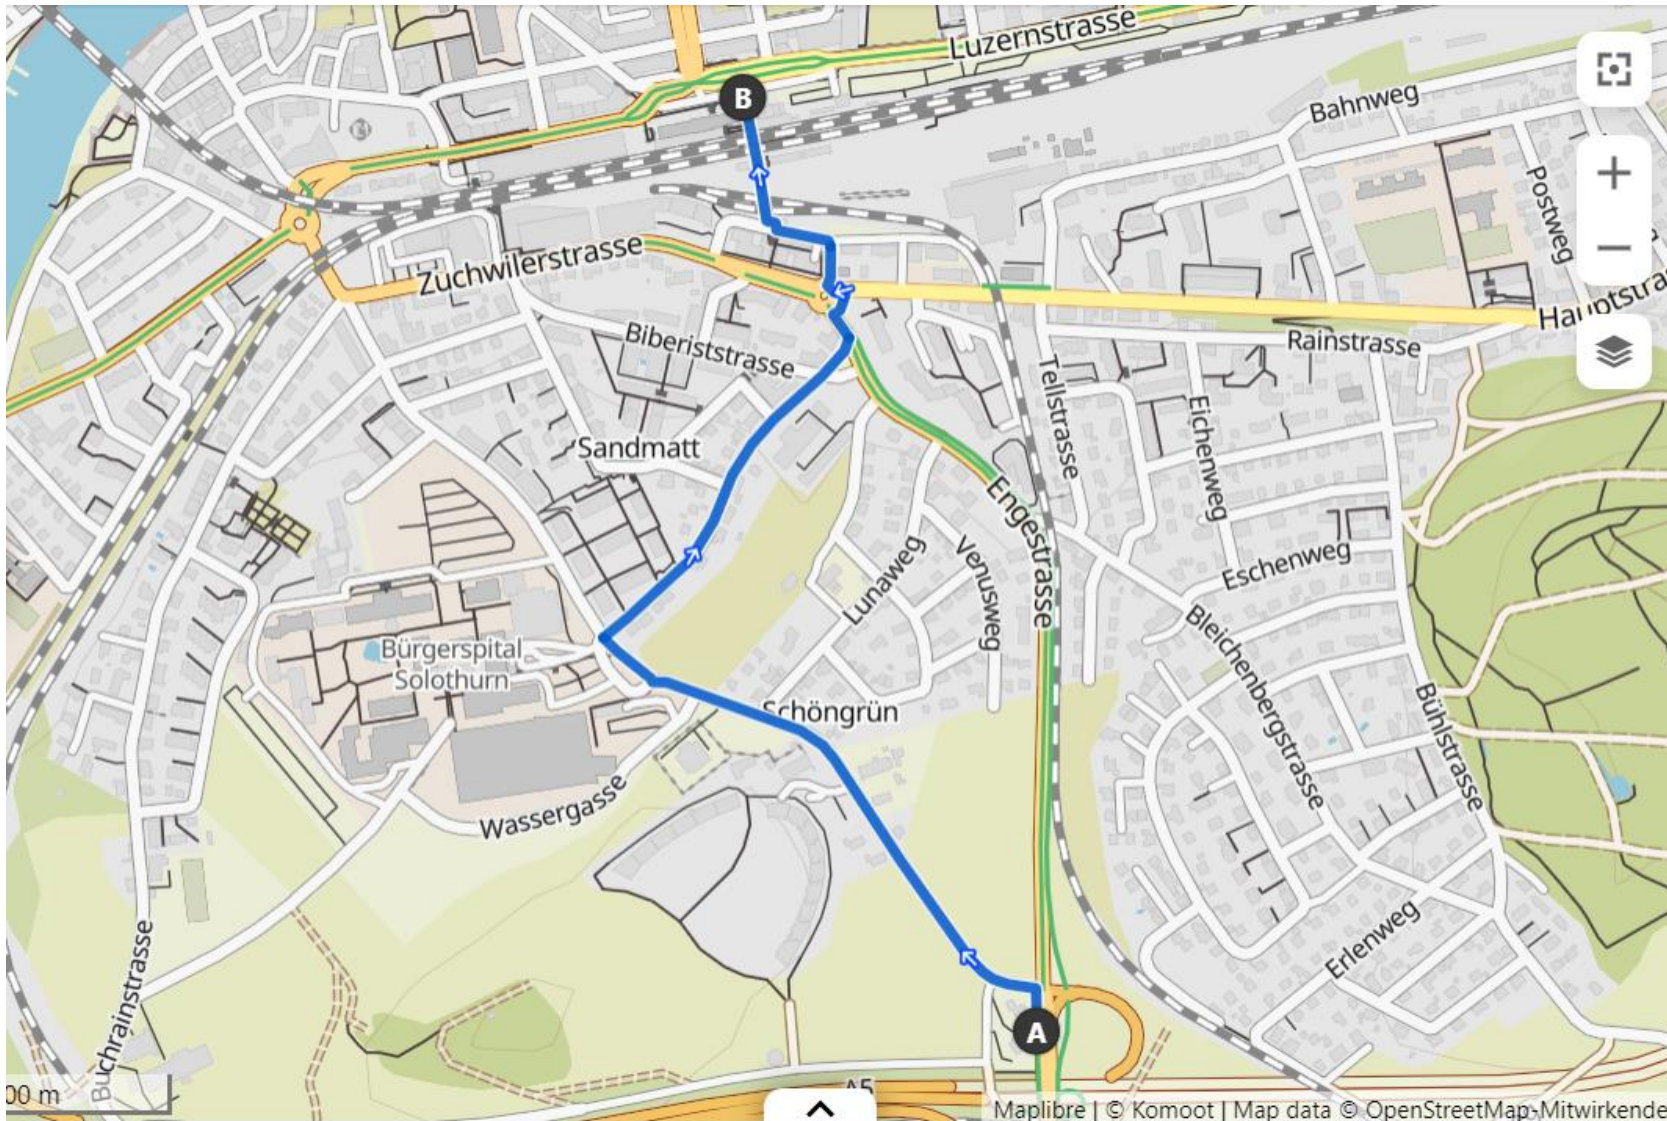 Luzernstrasse
B
Bahnweg
Postweg
+
−
Zuchwilerstrasse
Hauptstra
Biberiststrasse
Rainstrasse
Tellstrasse
Eichenweg
Sandmatt
Engestrasse
Lunaweg
Venusweg
Eschenweg
Bürgerspital
Solothurn
Bleichenbergstrasse
Schöngrün
Bühlstrasse
Wassergasse
Erlenweg
Buchrainstrasse
A
A5
00 m
Maplibre | © Komoot | Map data © OpenStreetMap-Mitwirkende